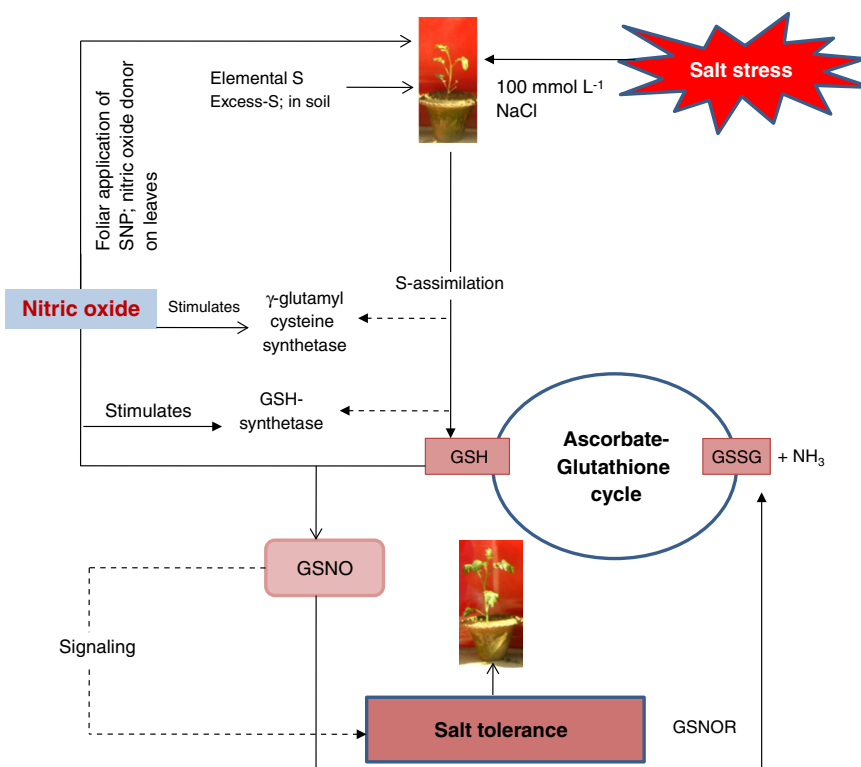 Elemental S
Excess-S; in soil
100 mmol L⁻¹
NaCl
Salt stress
Foliar application of
SNP; nitric oxide donor
on leaves
Nitric oxide
Stimulates
γ-glutamyl
cysteine
synthetase
S-assimilation
Stimulates
GSH-
synthetase
GSH
Ascorbate-
Glutathione
cycle
GSSG
+ NH₃
GSNO
Signaling
Salt tolerance
GSNOR